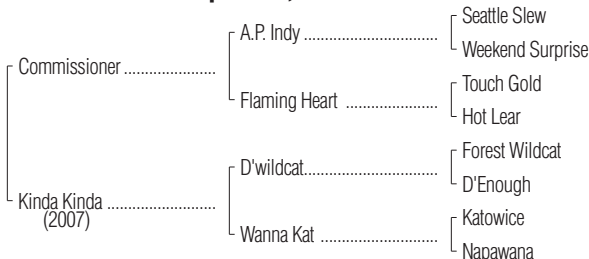 Seattle Slew
A.P. Indy
Weekend Surprise
Commissioner
Touch Gold
Flaming Heart
Hot Lear
Forest Wildcat
D'wildcat
D'Enough
Kinda Kinda
(2007)
Katowice
Wanna Kat
Napawana